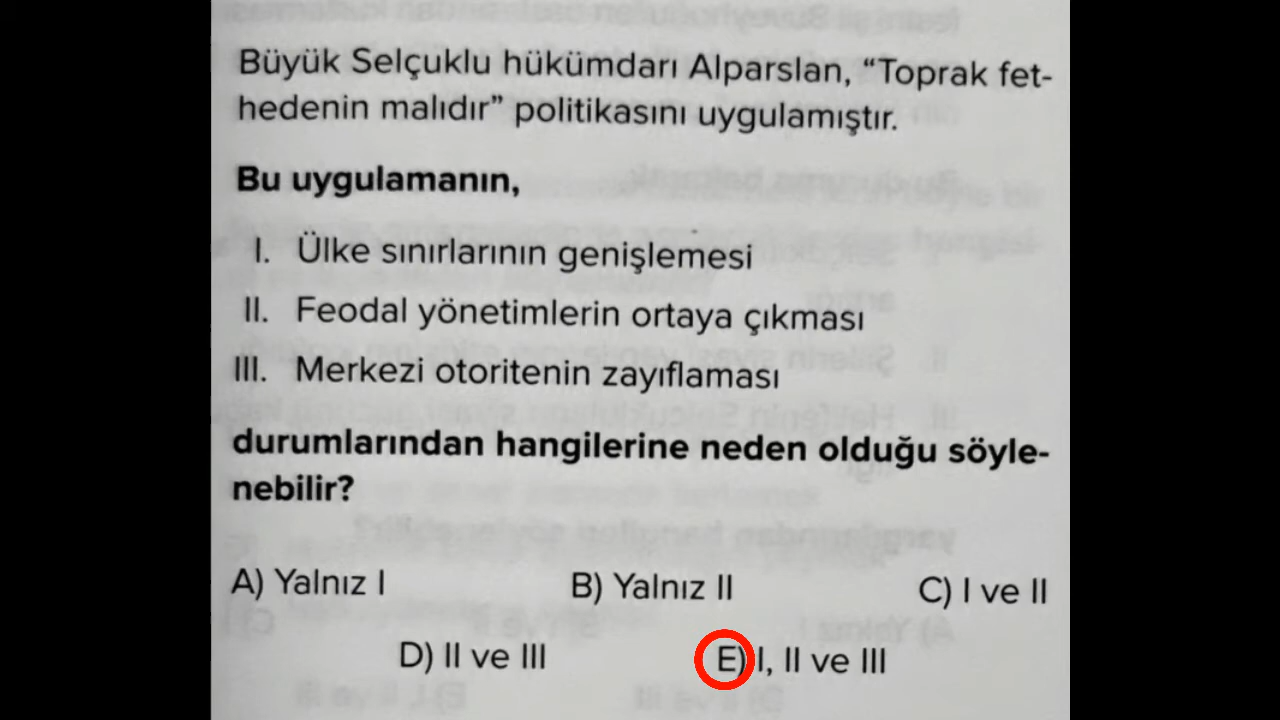 Büyük Selçuklu hükümdarı Alparslan, “Toprak fet-
hedenin malıdır” politikasını uygulamıştır.
Bu uygulamanın,
I. Ülke sınırlarının genişlemesi
II. Feodal yönetimlerin ortaya çıkması
III. Merkezi otoritenin zayıflaması
durumlarından hangilerine neden olduğu söyle-
nebilir?
A) Yalnız I B) Yalnız II C) I ve II
D) II ve III E) I, II ve III